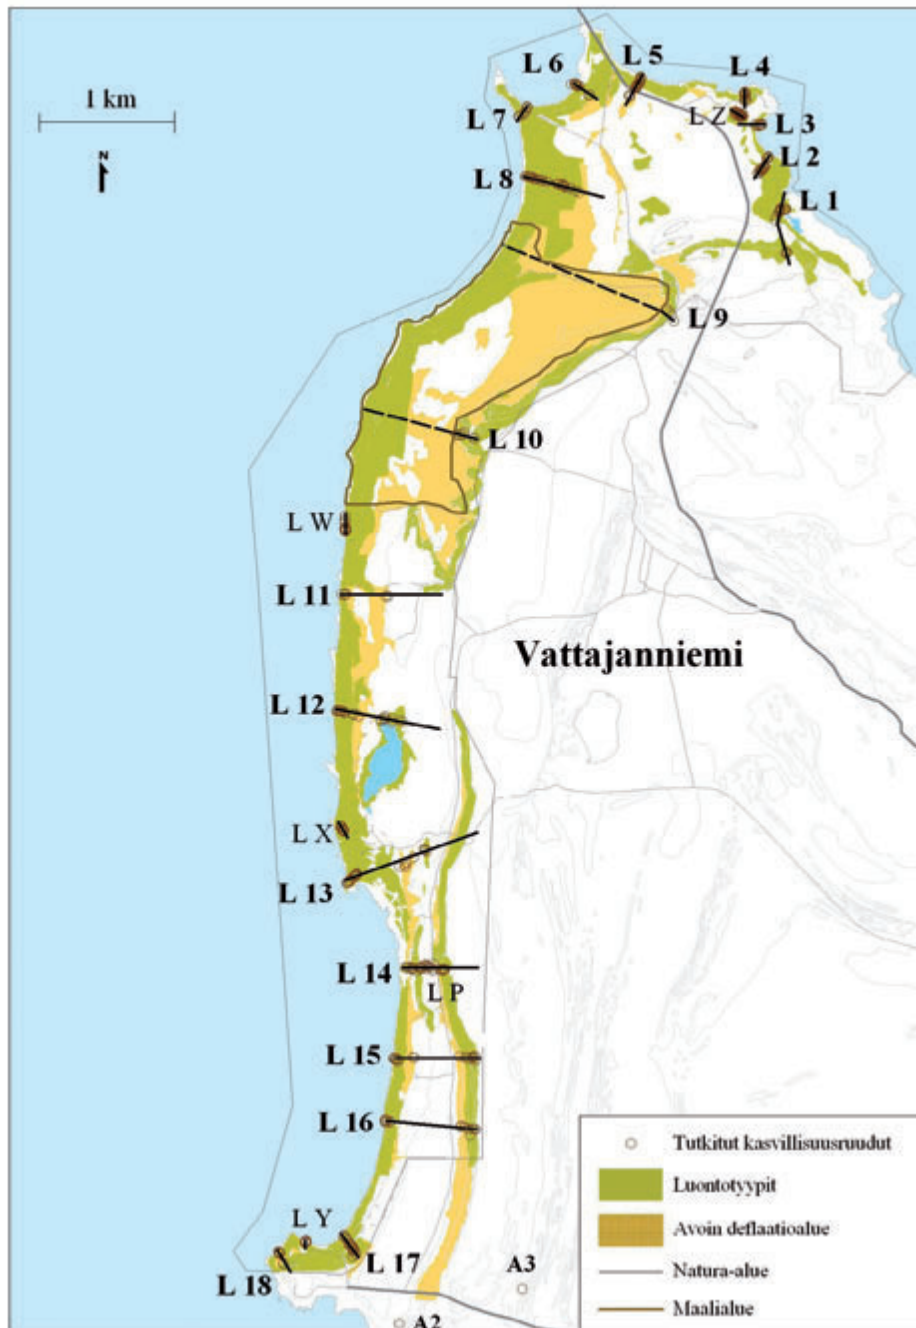 L 5
L 6
L 4
1 km
L 7
L Z
L 3
N
L 2
L 8
L 1
L 9
L 10
L W
L 11
Vattajanniemi
L 12
L X
L 13
L 14
L P
L 15
L 16
Tutkitut kasvillisuusruudut
Luontotyypit
L Y
Avoin deflaatioalue
L 17
A3
Natura-alue
L 18
Maalialue
A2